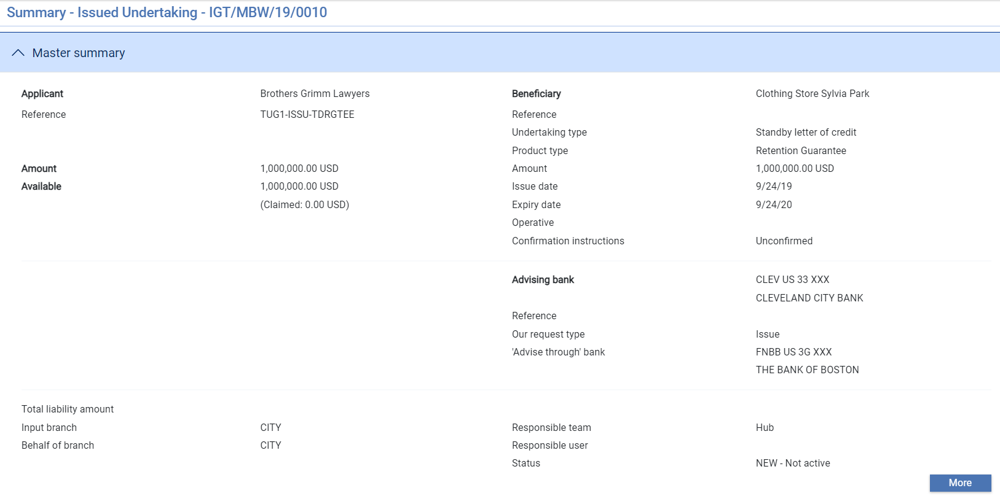 Summary - Issued Undertaking - IGT/MBW/19/0010
Master summary
Applicant Brothers Grimm Lawyers Beneficiary Clothing Store Sylvia Park
Reference TUG1-ISSU-TDRGTEE Reference
Undertaking type Standby letter of credit
Product type Retention Guarantee
Amount 1,000,000.00 USD Amount 1,000,000.00 USD
Available 1,000,000.00 USD Issue date 9/24/19
(Claimed: 0.00 USD) Expiry date 9/24/20
Operative
Confirmation instructions Unconfirmed
Advising bank CLEV US 33 XXX
CLEVELAND CITY BANK
Reference
Our request type Issue
'Advise through' bank FNBB US 3G XXX
THE BANK OF BOSTON
Total liability amount
Input branch CITY Responsible team Hub
Behalf of branch CITY Responsible user
Status NEW - Not active
More